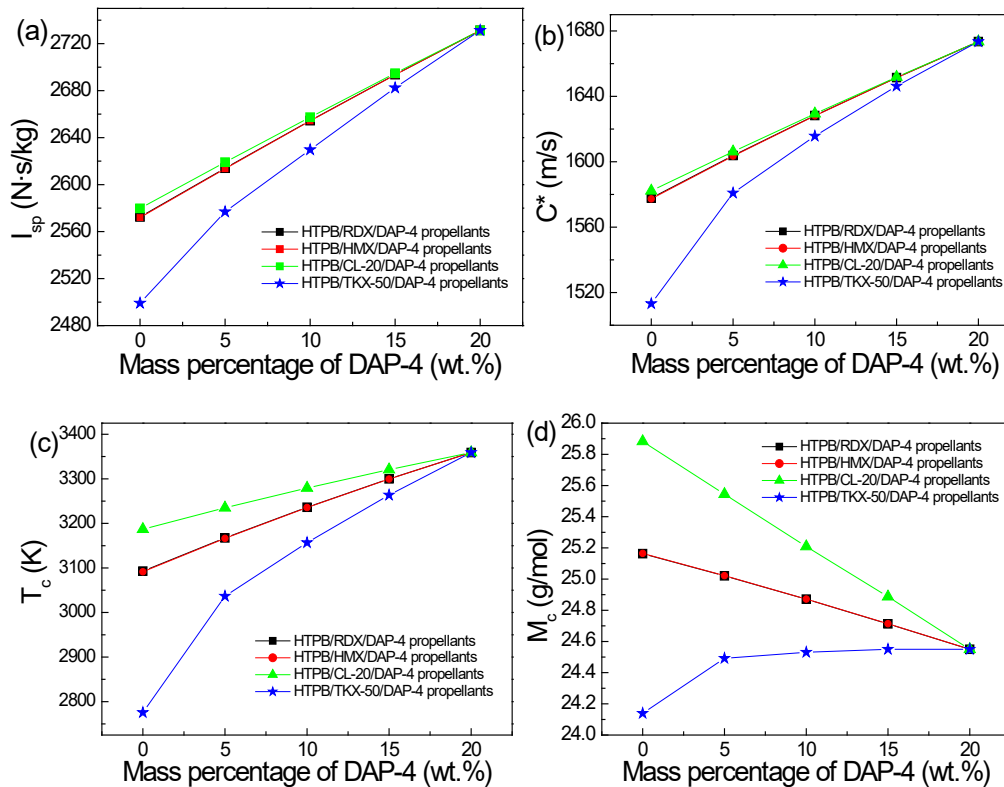 (a)
2730
2680
2640
2600
2560
2520
2480
I_sp (N·s/kg)
HTPB/RDX/DAP-4 propellants
HTPB/HMX/DAP-4 propellants
HTPB/CL-20/DAP-4 propellants
HTPB/TKX-50/DAP-4 propellants
0 5 10 15 20
Mass percentage of DAP-4 (wt.%)
(b)
1680
1640
1600
1560
1520
C* (m/s)
HTPB/RDX/DAP-4 propellants
HTPB/HMX/DAP-4 propellants
HTPB/CL-20/DAP-4 propellants
HTPB/TKX-50/DAP-4 propellants
0 5 10 15 20
Mass percentage of DAP-4 (wt.%)
(c)
3400
3300
3200
3100
3000
2900
2800
T_c (K)
HTPB/RDX/DAP-4 propellants
HTPB/HMX/DAP-4 propellants
HTPB/CL-20/DAP-4 propellants
HTPB/TKX-50/DAP-4 propellants
0 5 10 15 20
Mass percentage of DAP-4 (wt.%)
(d)
26.0
25.8
25.6
25.4
25.2
25.0
24.8
24.6
24.4
24.2
24.0
M_c (g/mol)
HTPB/RDX/DAP-4 propellants
HTPB/HMX/DAP-4 propellants
HTPB/CL-20/DAP-4 propellants
HTPB/TKX-50/DAP-4 propellants
0 5 10 15 20
Mass percentage of DAP-4 (wt.%)